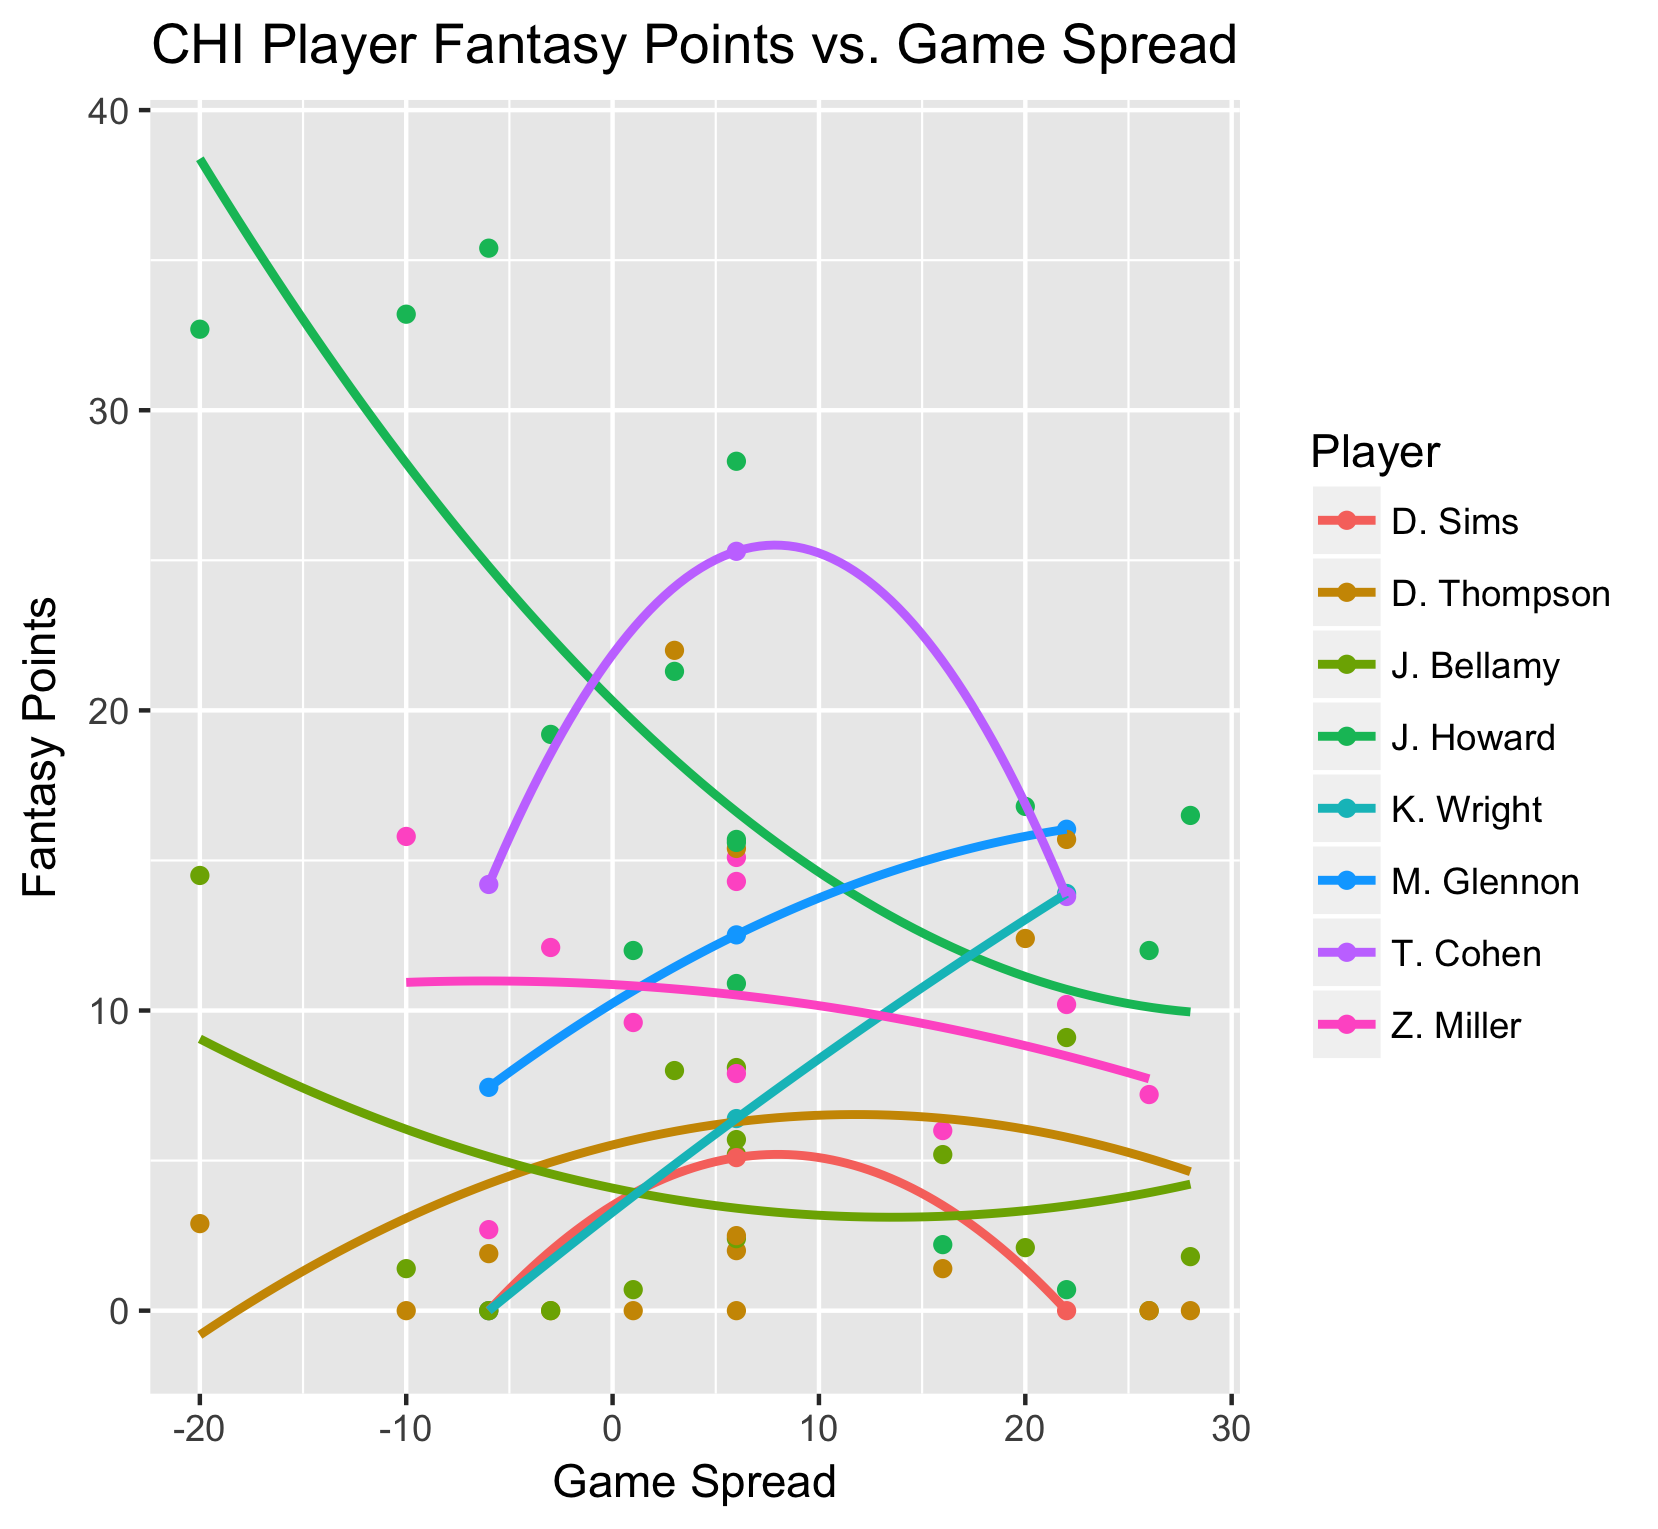 CHI Player Fantasy Points vs. Game Spread
40
30
20
10
0
Fantasy Points
-20 -10 0 10 20 30
Game Spread
Player
D. Sims
D. Thompson
J. Bellamy
J. Howard
K. Wright
M. Glennon
T. Cohen
Z. Miller